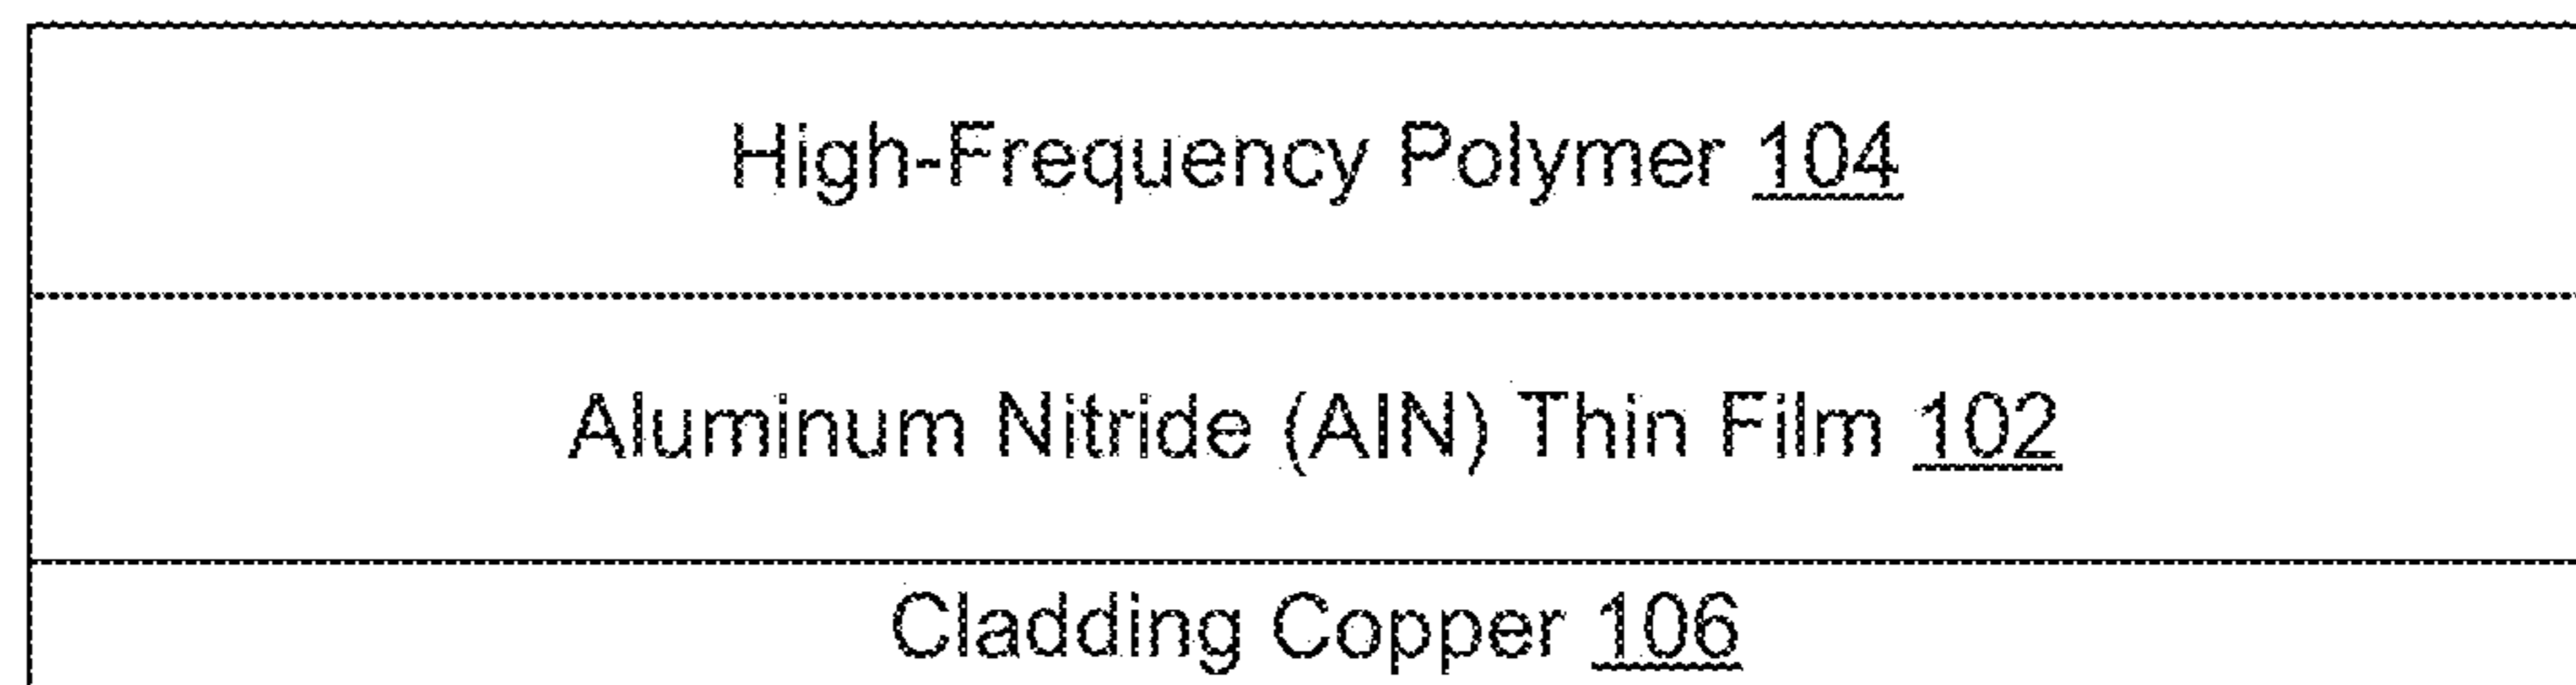 High-Frequency Polymer 104
Aluminum Nitride (AlN) Thin Film 102
Cladding Copper 106